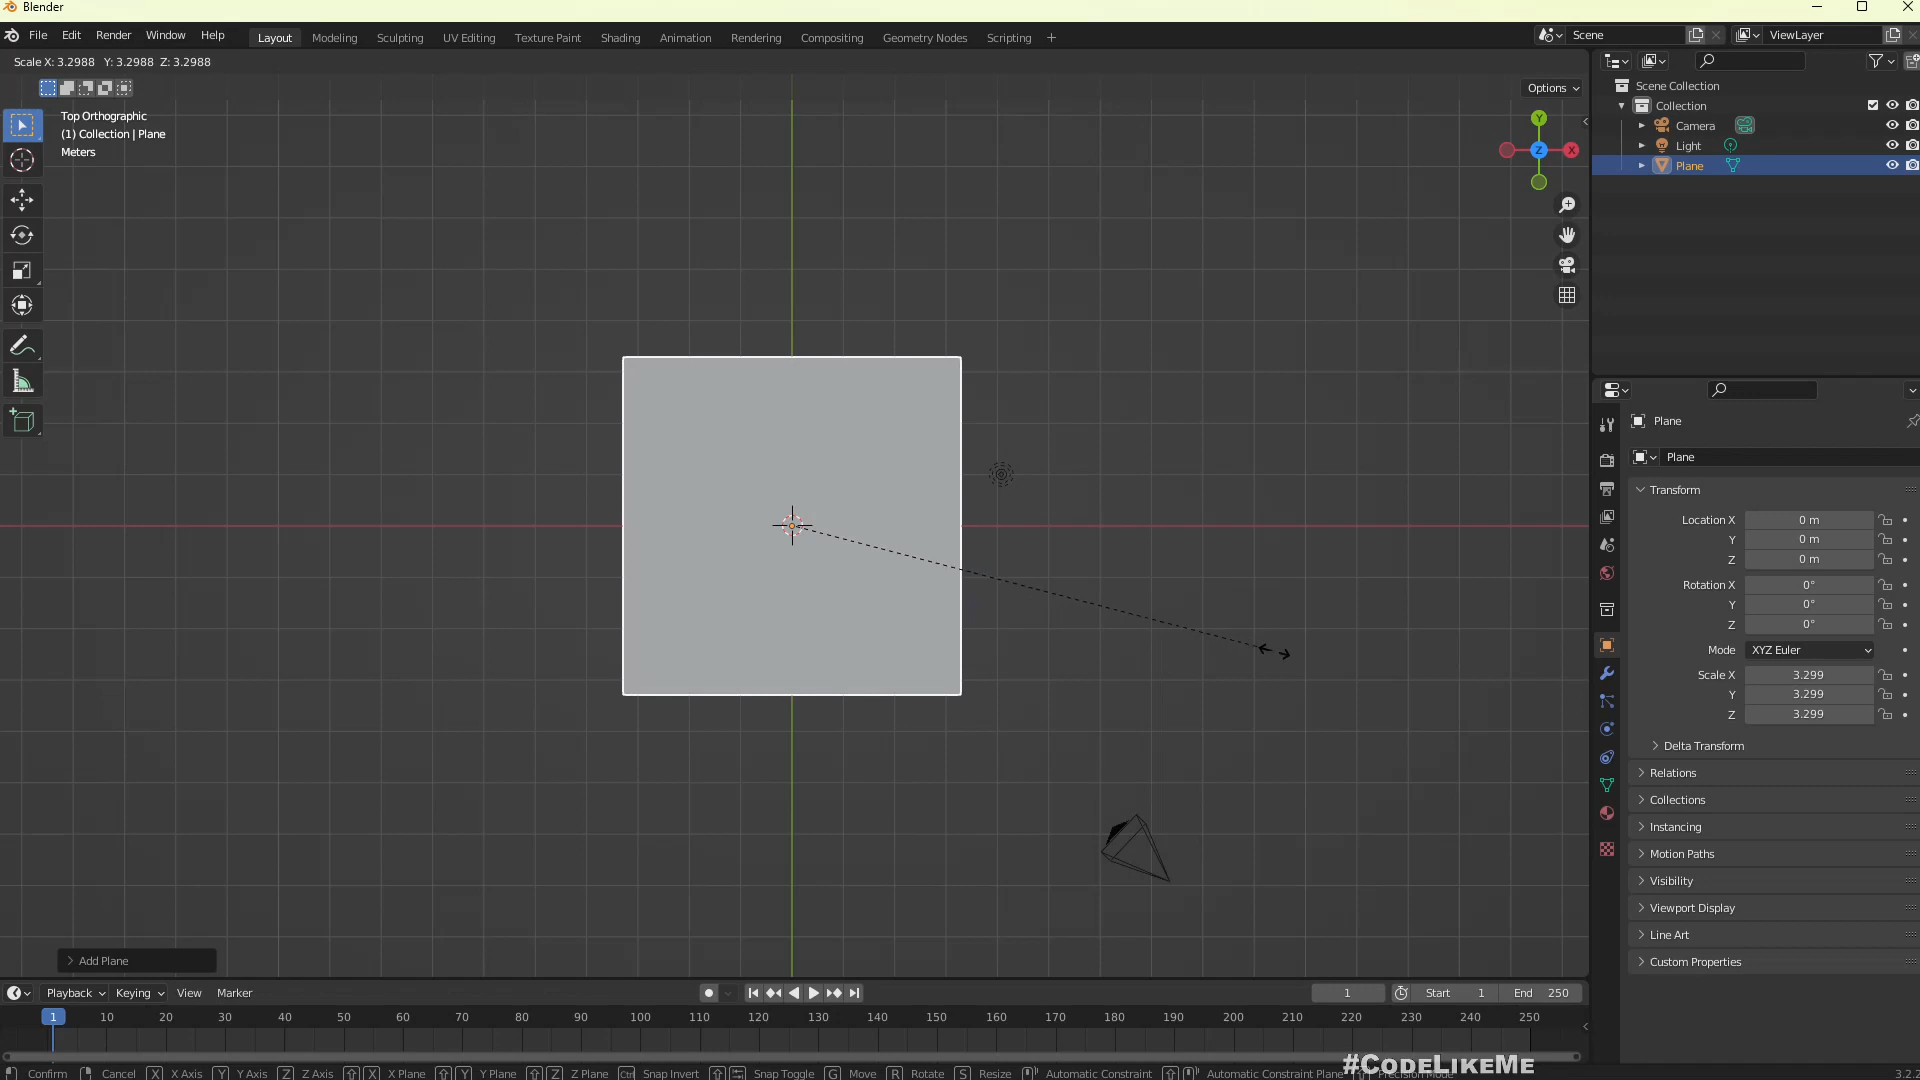 Blender
File Edit Render Window Help Layout Modeling Sculpting UV Editing Texture Paint Shading Animation Rendering Compositing Geometry Nodes Scripting + Scene ViewLayer
Scale X: 3.2988 Y: 3.2988 Z: 3.2988
Options
Top Orthographic
(1) Collection | Plane
Meters
Y
Z X
Scene Collection
Collection
Camera
Light
Plane
Plane
Plane
Transform
Location X 0 m
Y 0 m
Z 0 m
Rotation X 0°
Y 0°
Z 0°
Mode XYZ Euler
Scale X 3.299
Y 3.299
Z 3.299
Delta Transform
Relations
Collections
Instancing
Motion Paths
Visibility
Viewport Display
Line Art
Custom Properties
Add Plane
Playback Keying View Marker 1 Start 1 End 250
1 10 20 30 40 50 60 70 80 90 100 110 120 130 140 150 160 170 180 190 200 210 220 230 240 250
#CodeLikeMe
Confirm Cancel X X Axis Y Y Axis Z Z Axis X X Plane Y Y Plane Z Z Plane Ctrl Snap Invert Snap Toggle G Move R Rotate S Resize Automatic Constraint Automatic Constraint Plane Precision Mode 3.2.2